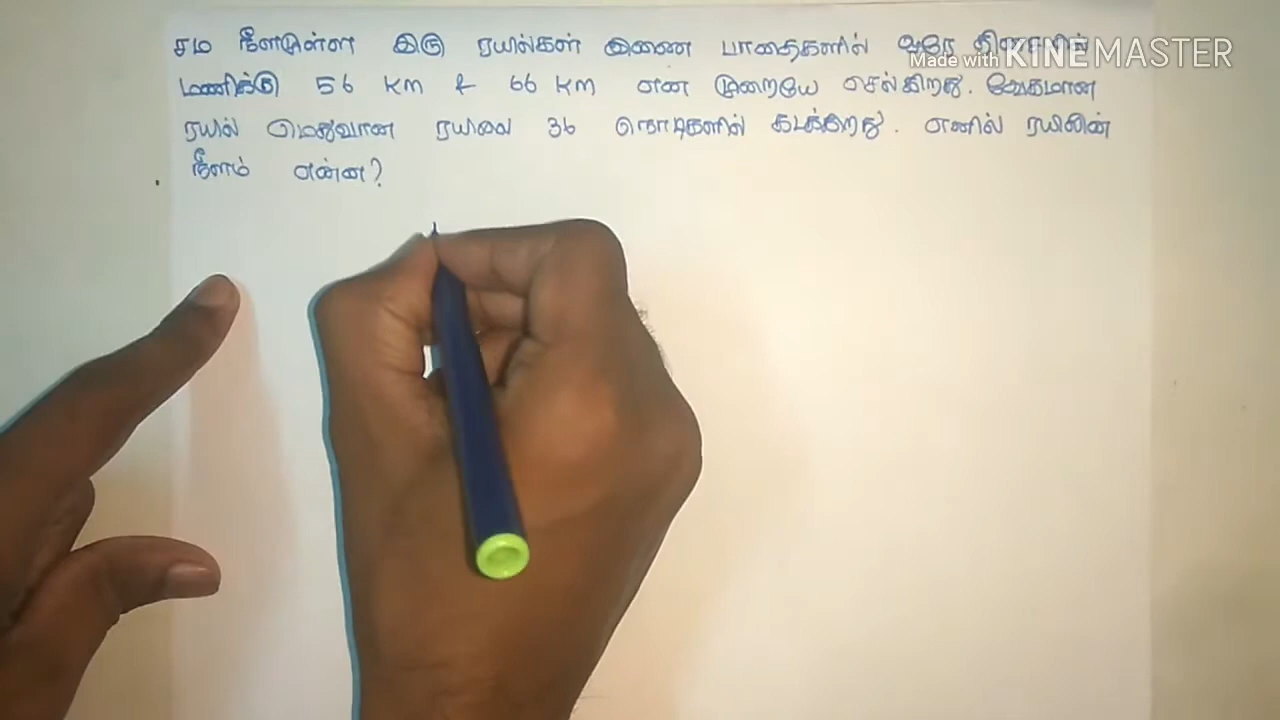 சம நீளமுள்ள இரு ரயில்கள் இணை பாதைகளில் ஒரே திசையில்
Made with KINEMASTER
மணிக்கு 56 km & 66 km என முறையே செல்கிறது. வேகமான
ரயில் மெதுவான ரயிலை 36 நொடிகளில் கடக்கிறது. எனில் ரயிலின்
நீளம் என்ன?